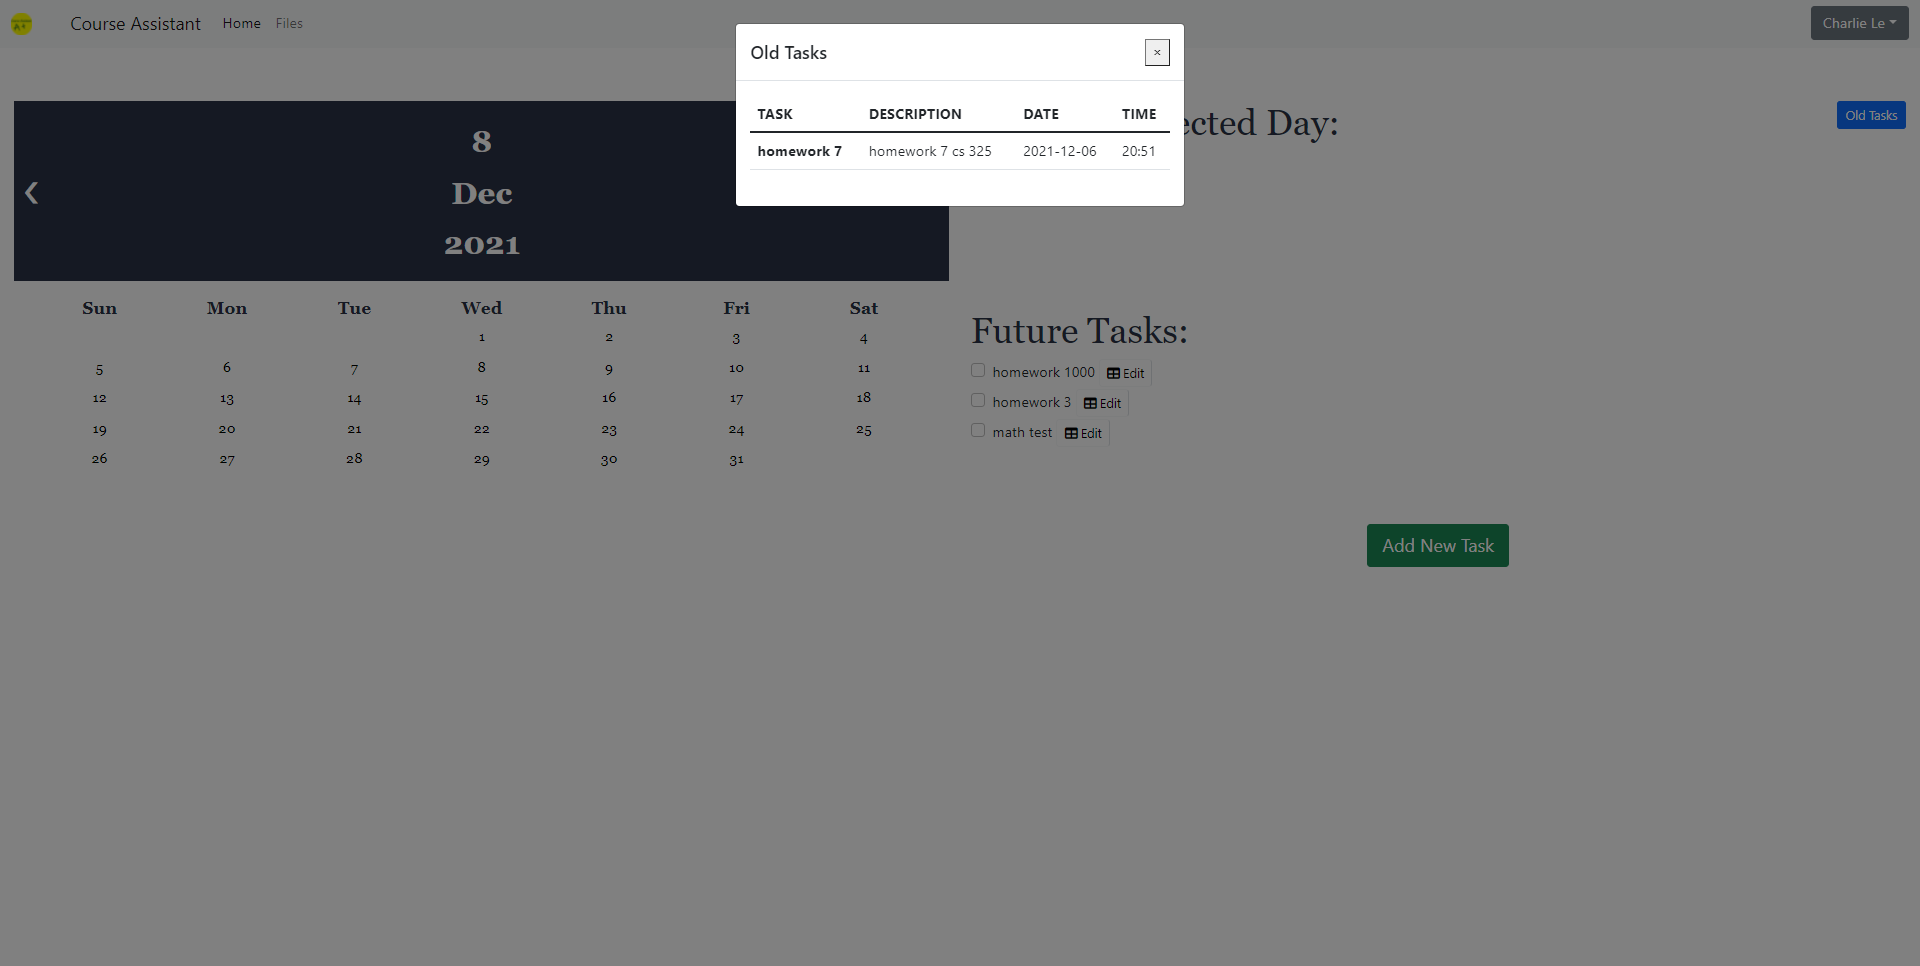 Course Assistant Home Files Charlie Le
Old Tasks ×
TASK DESCRIPTION DATE TIME
homework 7 homework 7 cs 325 2021-12-06 20:51
8
Dec
2021
Sun Mon Tue Wed Thu Fri Sat
1 2 3 4
5 6 7 8 9 10 11
12 13 14 15 16 17 18
19 20 21 22 23 24 25
26 27 28 29 30 31
Day:
Old Tasks
Future Tasks:
homework 1000 Edit
homework 3 Edit
math test Edit
Add New Task